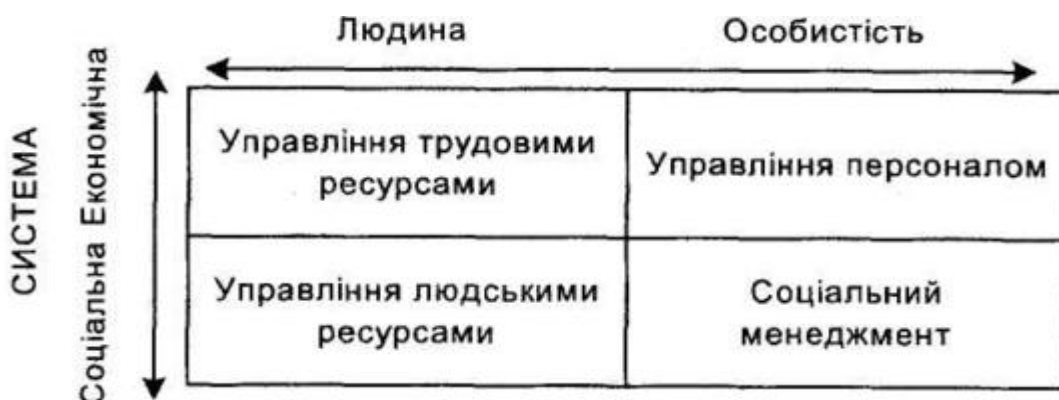 Людина
Особистість
СИСТЕМА
Соціальна Економічна
Управління трудовими
ресурсами
Управління персоналом
Управління людськими
ресурсами
Соціальний
менеджмент